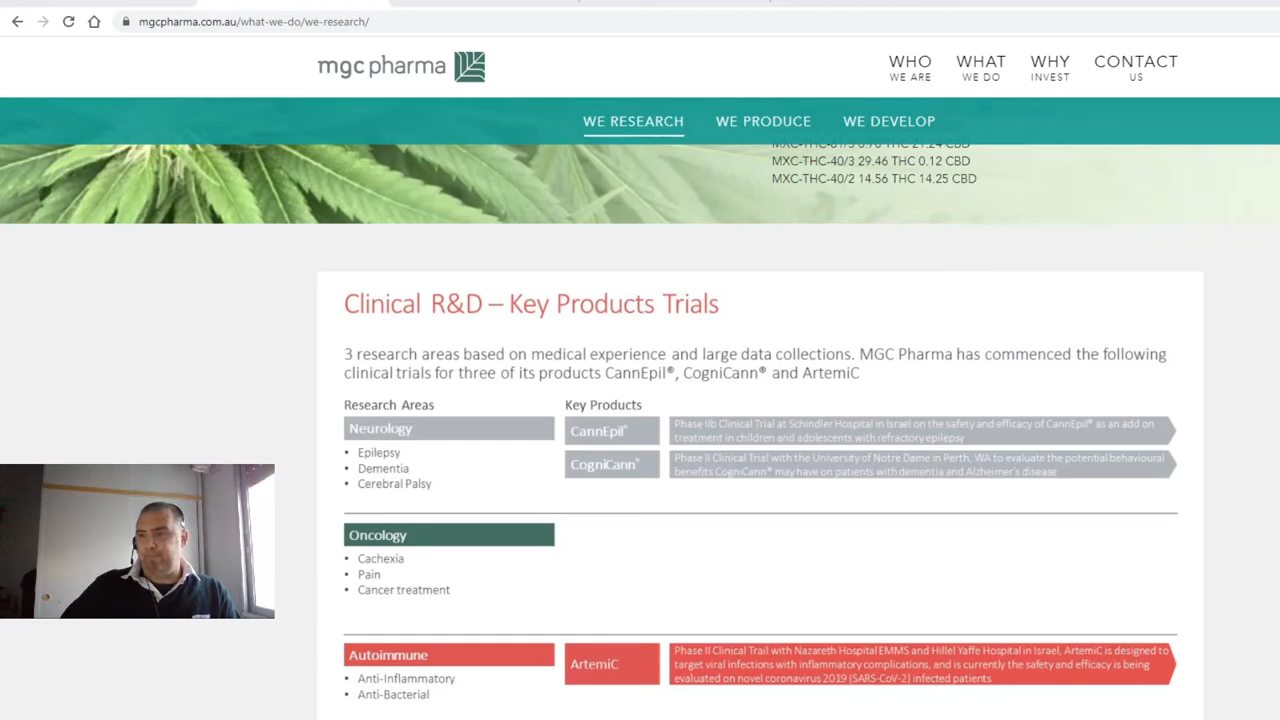 mgcpharma.com.au/what-we-do/we-research/
mgc pharma
WHO
WE ARE
WHAT
WE DO
WHY
INVEST
CONTACT
US
WE RESEARCH
WE PRODUCE
WE DEVELOP
MXC-THC-40/3 29.46 THC 0.12 CBD
MXC-THC-40/2 14.56 THC 14.25 CBD
Clinical R&D – Key Products Trials
3 research areas based on medical experience and large data collections. MGC Pharma has commenced the following
clinical trials for three of its products CannEpil®, CogniCann® and ArtemiC
Research Areas
Key Products
Neurology
CannEpil®
Phase IIb Clinical Trial at Schindler Hospital in Israel on the safety and efficacy of CannEpil® as an add on
treatment in children and adolescents with refractory epilepsy
• Epilepsy
• Dementia
• Cerebral Palsy
CogniCann®
Phase II Clinical Trial with the University of Notre Dame in Perth, WA to evaluate the potential behavioural
benefits CogniCann® may have on patients with dementia and Alzheimer's disease
Oncology
• Cachexia
• Pain
• Cancer treatment
Autoimmune
ArtemiC
Phase II Clinical Trail with Nazareth Hospital EMMS and Hillel Yaffe Hospital in Israel, ArtemiC is designed to
target viral infections with inflammatory complications, and is currently the safety and efficacy is being
evaluated on novel coronavirus 2019 (SARS-CoV-2) infected patients
• Anti-Inflammatory
• Anti-Bacterial